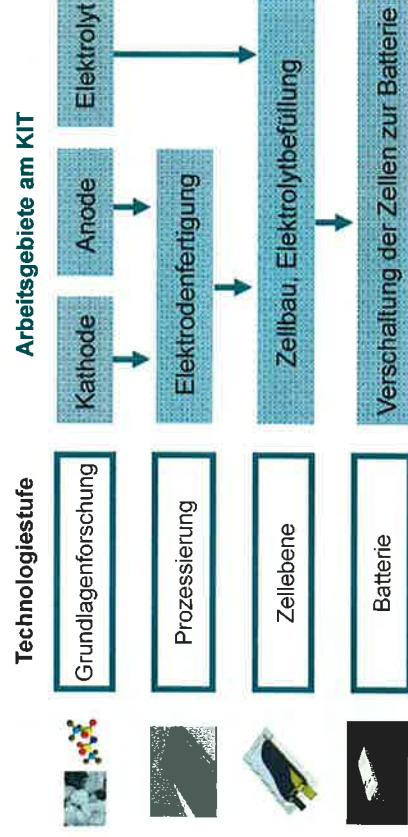 Technologiestufe
Arbeitsgebiete am KIT
Grundlagenforschung
Kathode
Anode
Elektrolyt
Prozessierung
Elektrodenfertigung
Zellebene
Zellbau, Elektrolytbefüllung
Batterie
Verschaltung der Zellen zur Batterie